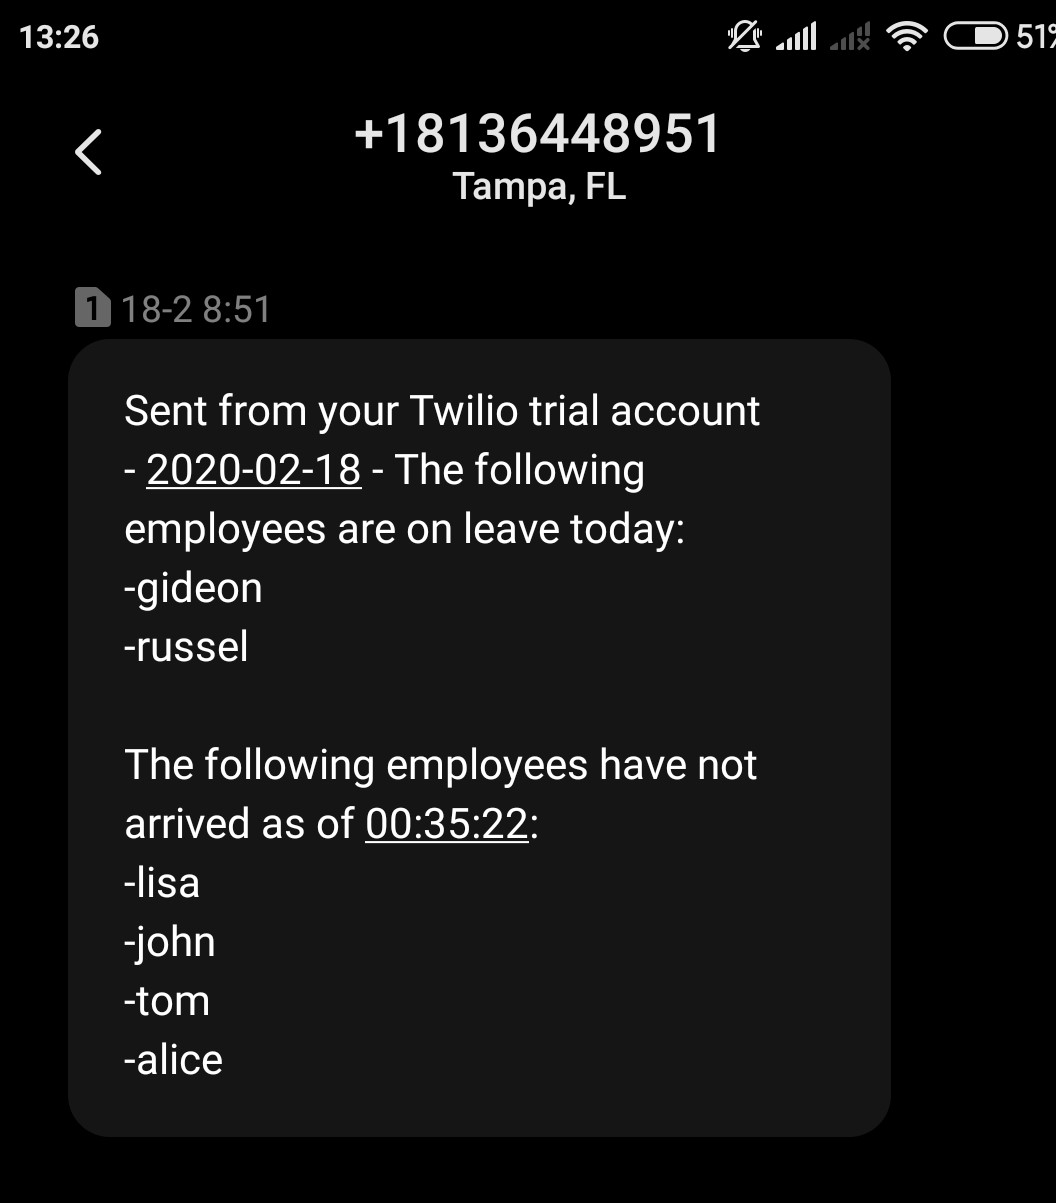 13:26
51%
+18136448951
Tampa, FL
1 18-2 8:51
Sent from your Twilio trial account
- 2020-02-18 - The following
employees are on leave today:
-gideon
-russel
The following employees have not
arrived as of 00:35:22:
-lisa
-john
-tom
-alice